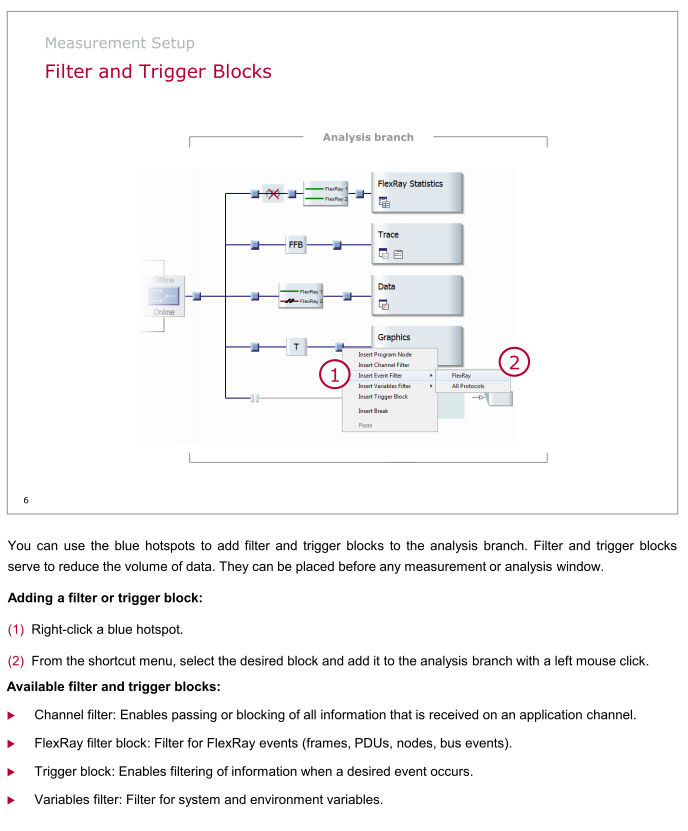 Measurement Setup
Filter and Trigger Blocks
Analysis branch
FlexRay 1
FlexRay 2
FlexRay Statistics
FFB
Trace
Offline
Online
FlexRay 1
FlexRay 2
Data
T
Graphics
1
2
Insert Program Node
Insert Channel Filter
Insert Event Filter
FlexRay
Insert Variables Filter
All Protocols
Insert Trigger Block
Insert Break
Paste
6
You can use the blue hotspots to add filter and trigger blocks to the analysis branch. Filter and trigger blocks
serve to reduce the volume of data. They can be placed before any measurement or analysis window.
Adding a filter or trigger block:
(1) Right-click a blue hotspot.
(2) From the shortcut menu, select the desired block and add it to the analysis branch with a left mouse click.
Available filter and trigger blocks:
Channel filter: Enables passing or blocking of all information that is received on an application channel.
FlexRay filter block: Filter for FlexRay events (frames, PDUs, nodes, bus events).
Trigger block: Enables filtering of information when a desired event occurs.
Variables filter: Filter for system and environment variables.